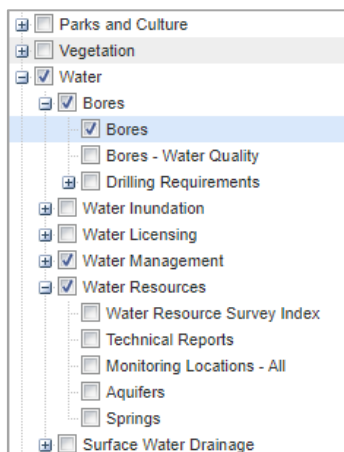 Parks and Culture
Vegetation
Water
Bores
Bores
Bores - Water Quality
Drilling Requirements
Water Inundation
Water Licensing
Water Management
Water Resources
Water Resource Survey Index
Technical Reports
Monitoring Locations - All
Aquifers
Springs
Surface Water Drainage